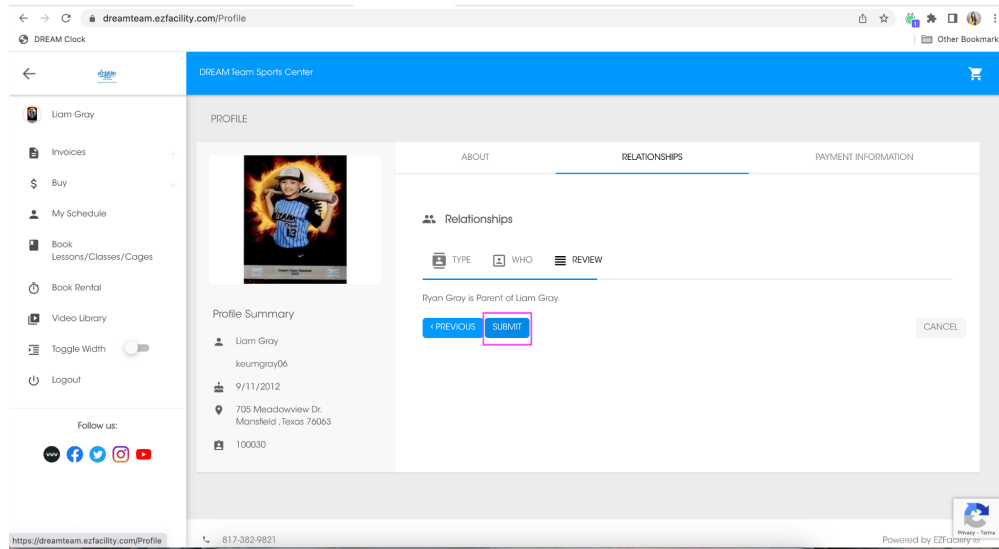 dreamteam.ezfacility.com/Profile
DREAM Clock
Other Bookmark
dream
DREAM Team Sports Center
Liam Gray
Invoices
Buy
My Schedule
Book
Lessons/Classes/Cages
Book Rental
Video Library
Toggle Width
Logout
Follow us:
www
PROFILE
13
Profile Summary
Liam Gray
keumgray06
9/11/2012
705 Meadowview Dr.
Mansfield , Texas 76063
100030
ABOUT
RELATIONSHIPS
PAYMENT INFORMATION
Relationships
TYPE
WHO
REVIEW
Ryan Gray is Parent of Liam Gray.
< PREVIOUS
SUBMIT
CANCEL
https://dreamteam.ezfacility.com/Profile
817-382-9821
Powered by EZFacility ®
Privacy - Terms